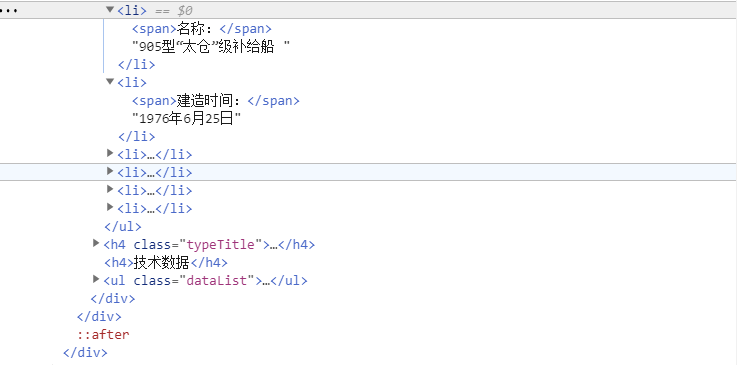 ... <li> == $0
<span>名称：</span>
"905型“太仓”级补给船 "
</li>
<li>
<span>建造时间：</span>
"1976年6月25日"
</li>
<li>…</li>
<li>…</li>
<li>…</li>
<li>…</li>
</ul>
<h4 class="typeTitle">…</h4>
<h4>技术数据</h4>
<ul class="dataList">…</ul>
</div>
</div>
::after
</div>